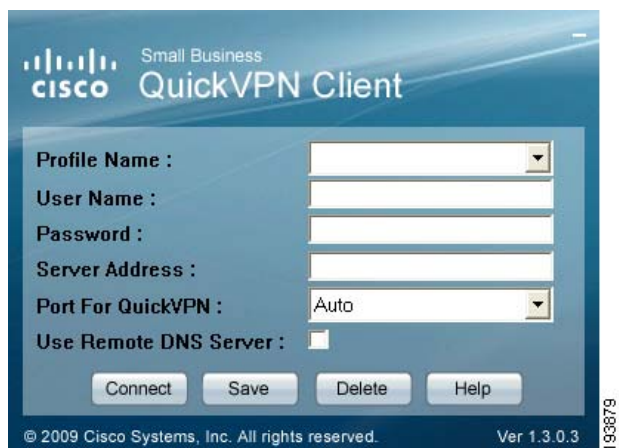 Small Business
CISCO QuickVPN Client
Profile Name :
User Name :
Password :
Server Address :
Port For QuickVPN : Auto
Use Remote DNS Server :
Connect Save Delete Help
© 2009 Cisco Systems, Inc. All rights reserved. Ver 1.3.0.3
193879